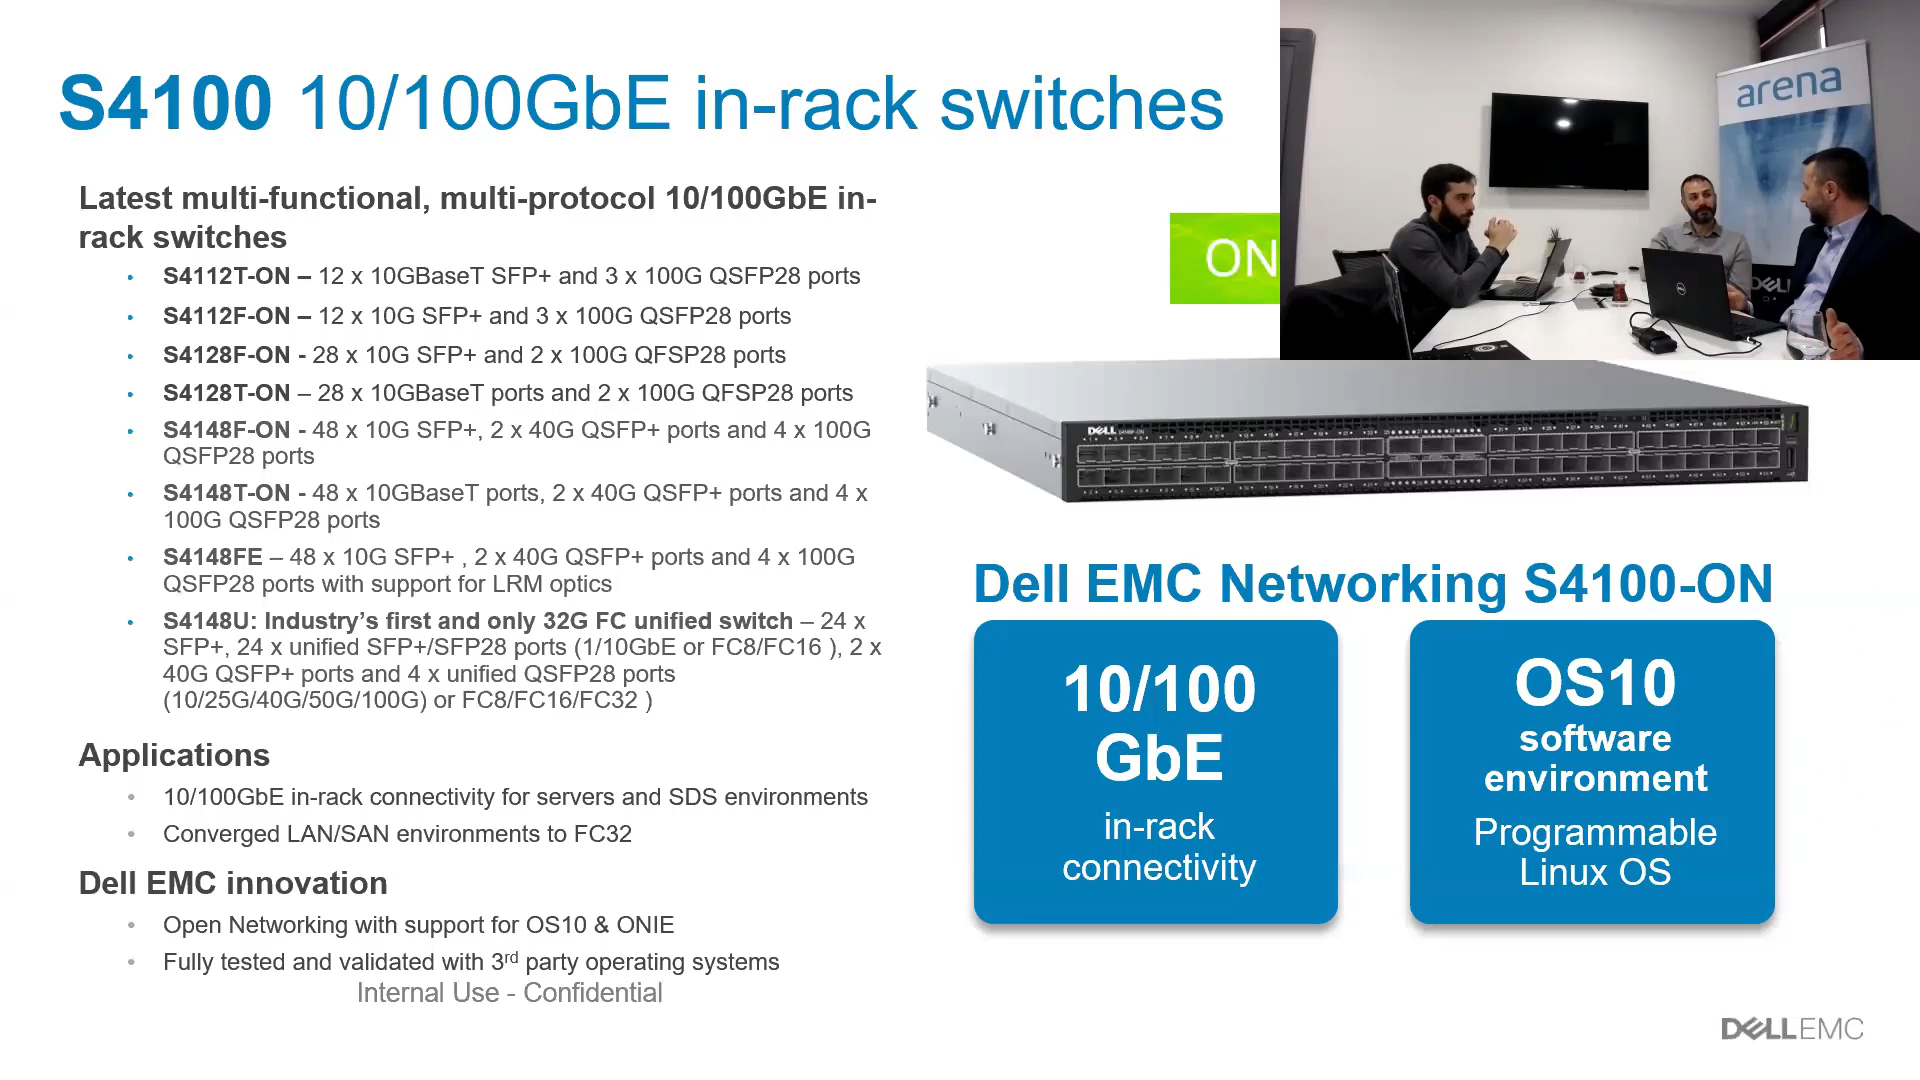 S4100 10/100GbE in-rack switches
Latest multi-functional, multi-protocol 10/100GbE in-
rack switches
• S4112T-ON – 12 x 10GBaseT SFP+ and 3 x 100G QSFP28 ports
• S4112F-ON – 12 x 10G SFP+ and 3 x 100G QSFP28 ports
• S4128F-ON - 28 x 10G SFP+ and 2 x 100G QFSP28 ports
• S4128T-ON – 28 x 10GBaseT ports and 2 x 100G QFSP28 ports
• S4148F-ON - 48 x 10G SFP+, 2 x 40G QSFP+ ports and 4 x 100G
QSFP28 ports
• S4148T-ON - 48 x 10GBaseT ports, 2 x 40G QSFP+ ports and 4 x
100G QSFP28 ports
• S4148FE – 48 x 10G SFP+ , 2 x 40G QSFP+ ports and 4 x 100G
QSFP28 ports with support for LRM optics
• S4148U: Industry’s first and only 32G FC unified switch – 24 x
SFP+, 24 x unified SFP+/SFP28 ports (1/10GbE or FC8/FC16 ), 2 x
40G QSFP+ ports and 4 x unified QSFP28 ports
(10/25G/40G/50G/100G) or FC8/FC16/FC32 )
Applications
• 10/100GbE in-rack connectivity for servers and SDS environments
• Converged LAN/SAN environments to FC32
Dell EMC innovation
• Open Networking with support for OS10 & ONIE
• Fully tested and validated with 3rd party operating systems
Internal Use - Confidential
ON
arena
DELL
DELL
Dell EMC Networking S4100-ON
10/100
GbE
in-rack
connectivity
OS10
software
environment
Programmable
Linux OS
DELLEMC